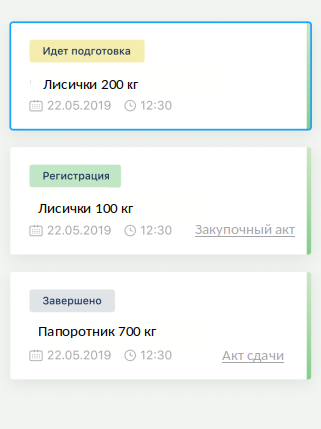 Идет подготовка
Лисички 200 кг
22.05.2019 12:30
Регистрация
Лисички 100 кг
22.05.2019 12:30 Закупочный акт
Завершено
Папоротник 700 кг
22.05.2019 12:30 Акт сдачи